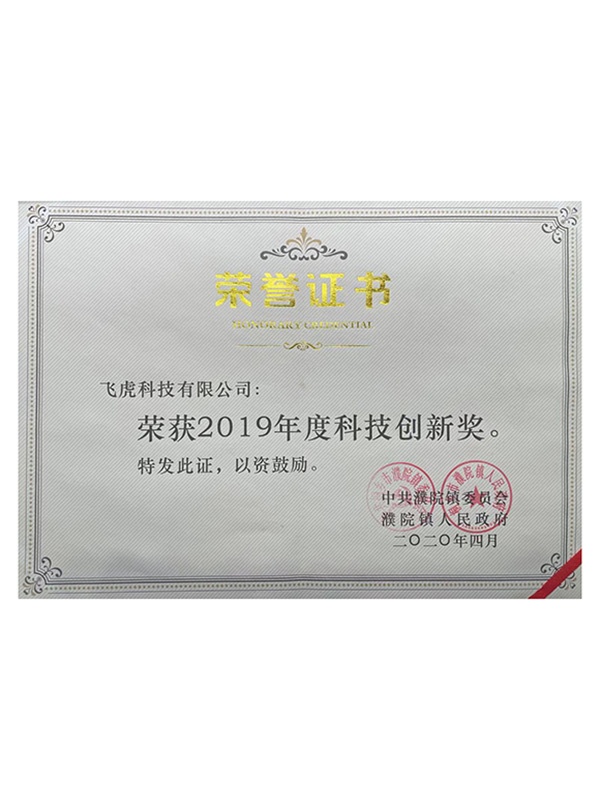 荣誉证书
HONORARY CREDENTIAL
飞虎科技有限公司：
荣获2019年度科技创新奖。
特发此证，以资鼓励。
中共濮院镇委员会
濮院镇人民政府
二〇二〇年四月